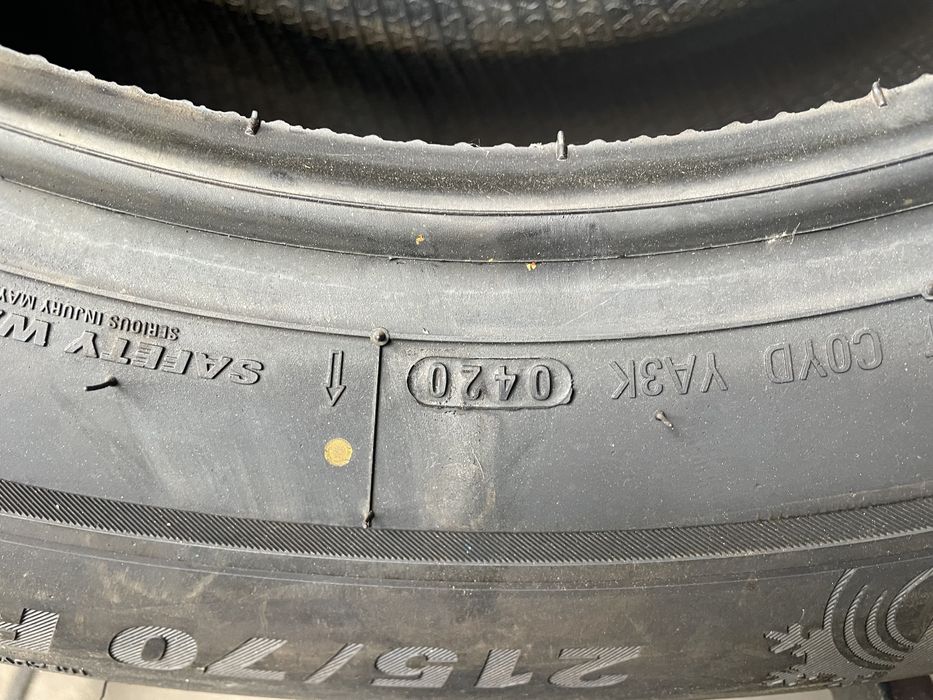 215/70 R
C0YD YA3K 0420
SAFETY
SERIOUS INJURY MAY